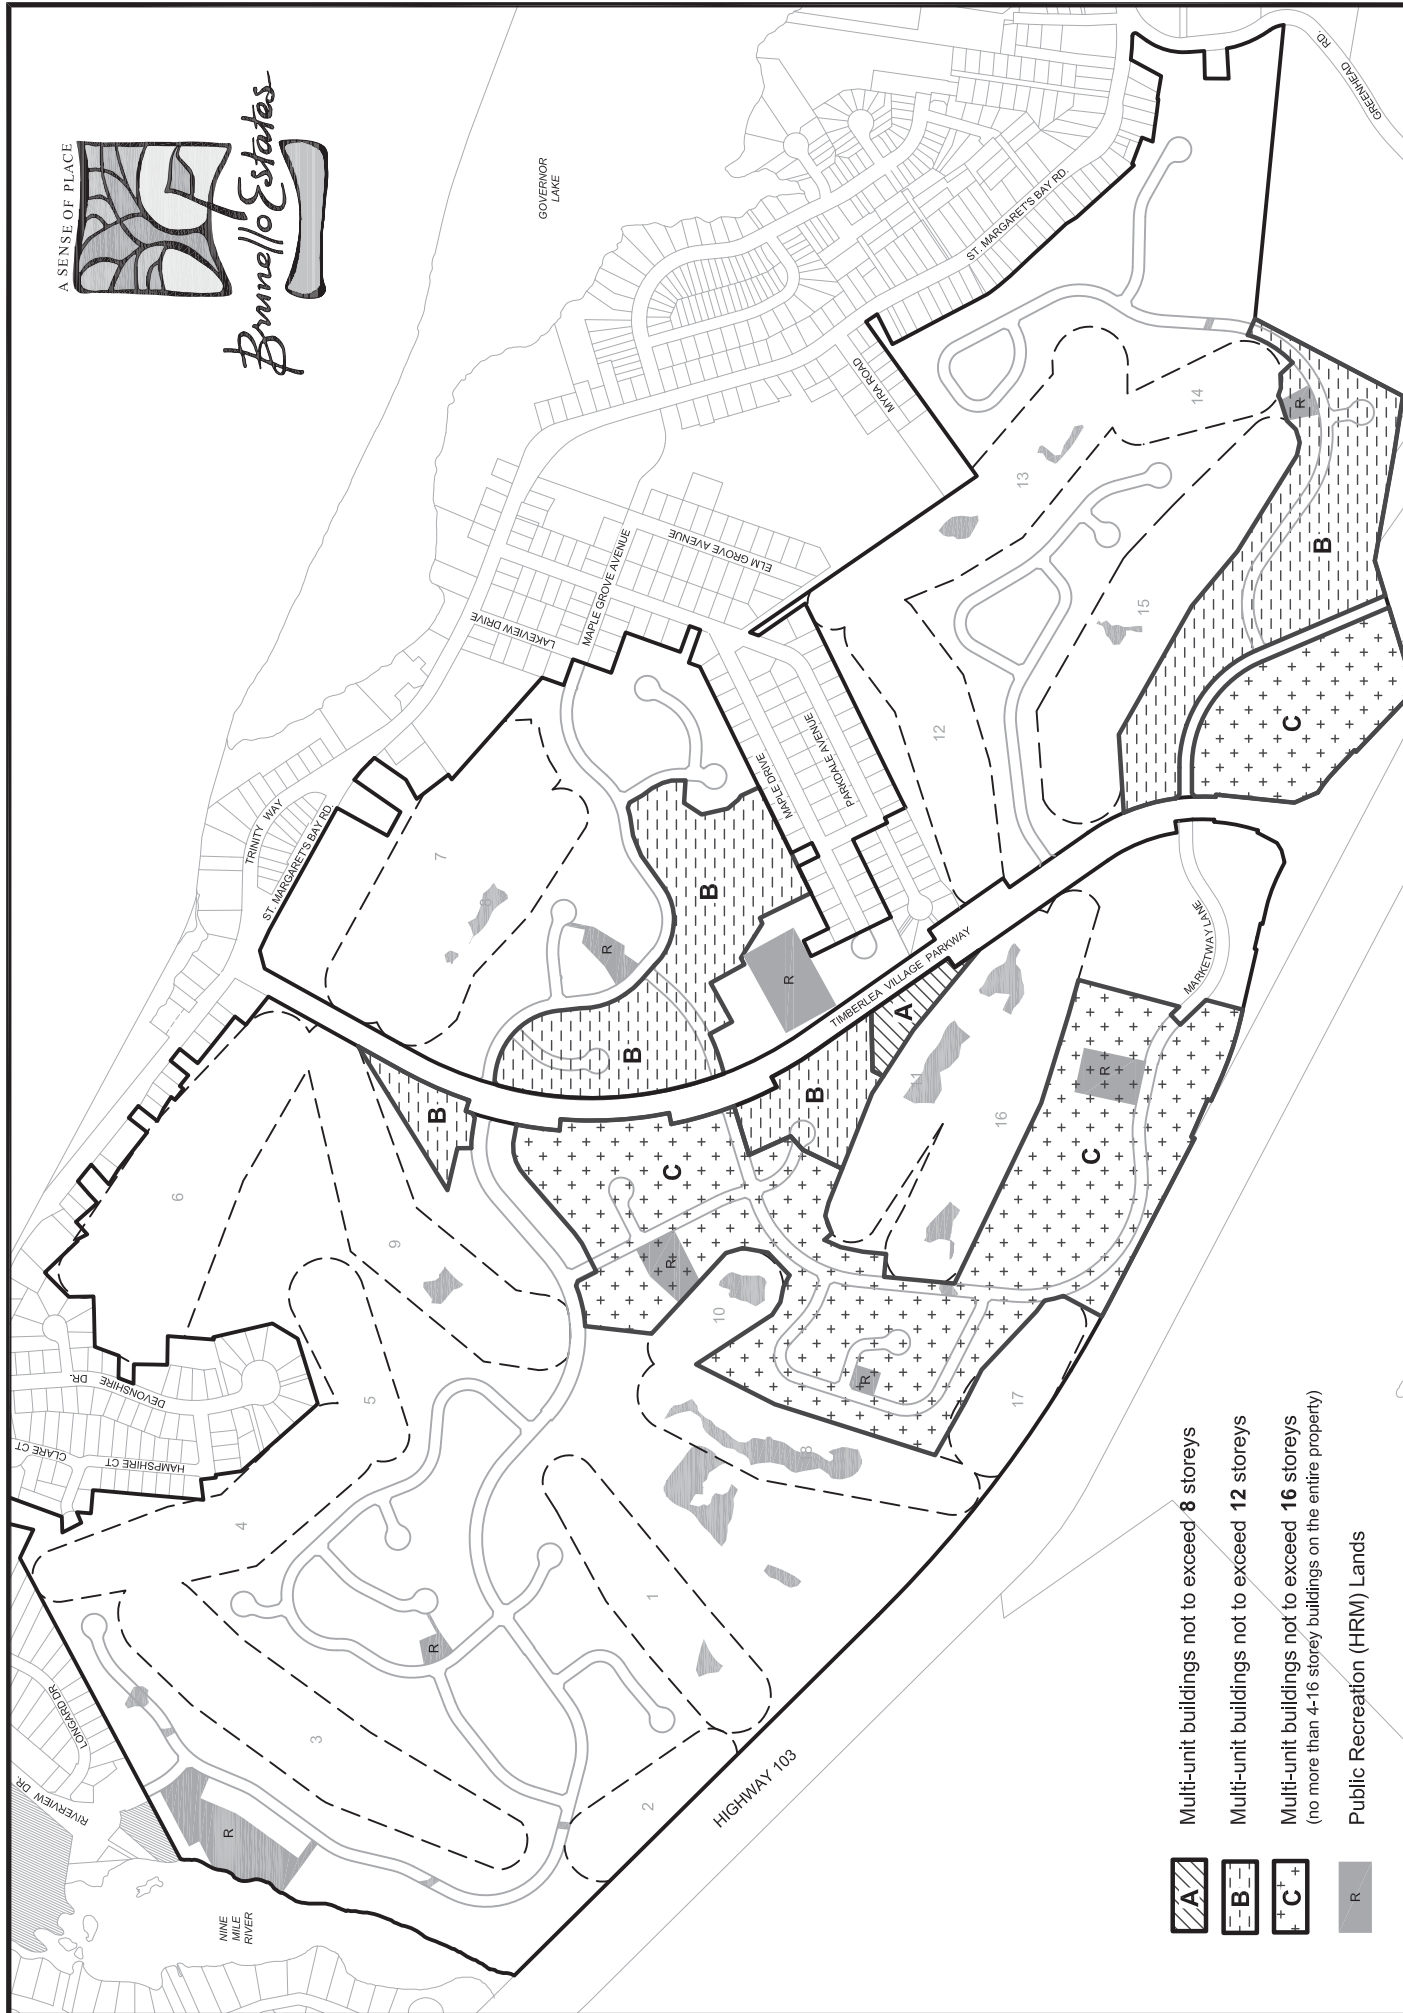 A SENSE OF PLACE
Brunello Estates
GOVERNOR
LAKE
GREENHEAD
RD.
ST. MARGARET'S BAY RD.
MYRA ROAD
ELM GROVE AVENUE
MAPLE GROVE AVENUE
LAKEVIEW DRIVE
TRINITY WAY
ST. MARGARET'S BAY RD.
MAPLE DRIVE
PARKDALE AVENUE
TIMBERLEA VILLAGE PARKWAY
MARKETWAY LANE
DEVONSHIRE DR.
CLARE CT
HAMPSHIRE CT
LONGARD DR.
RIVERVIEW DR.
NINE
MILE
RIVER
HIGHWAY 103
1
2
3
4
5
6
7
8
9
10
11
12
13
14
15
16
17
18
A
B
B
B
B
B
C
C
C
R
R
R
R
R
R
R
R
A
Multi-unit buildings not to exceed 8 storeys
B
Multi-unit buildings not to exceed 12 storeys
C
Multi-unit buildings not to exceed 16 storeys
(no more than 4-16 storey buildings on the entire property)
R
Public Recreation (HRM) Lands